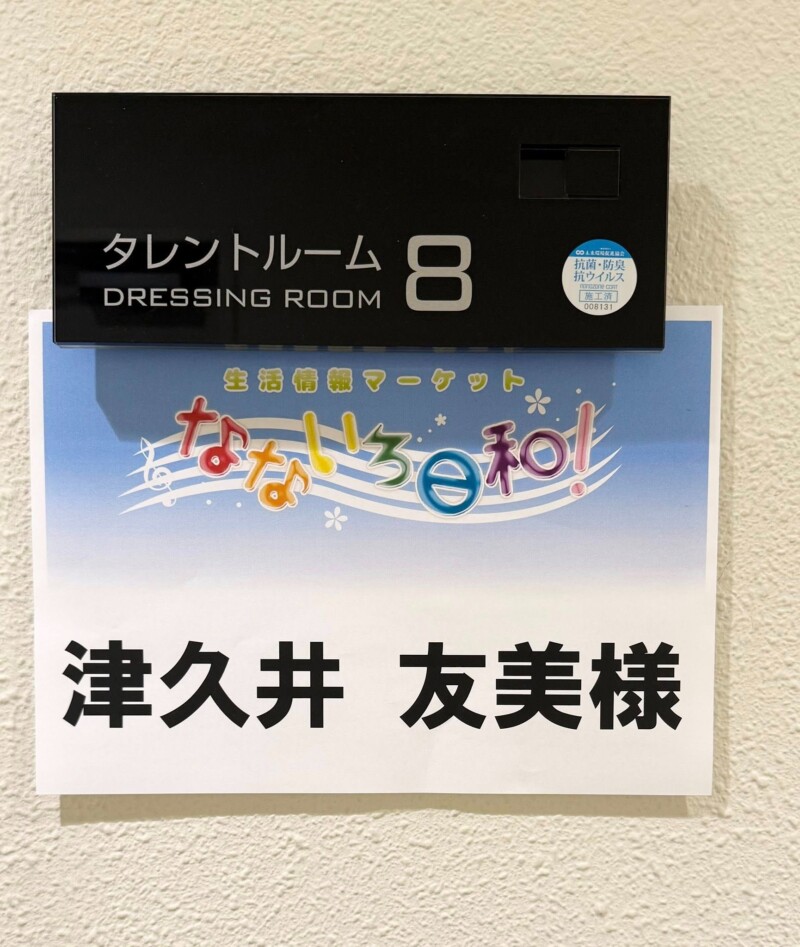 タレントルーム 8
DRESSING ROOM
抗菌・防臭
抗ウイルス
施工済
008131
生活情報マーケット
なないろ日和!
津久井 友美様